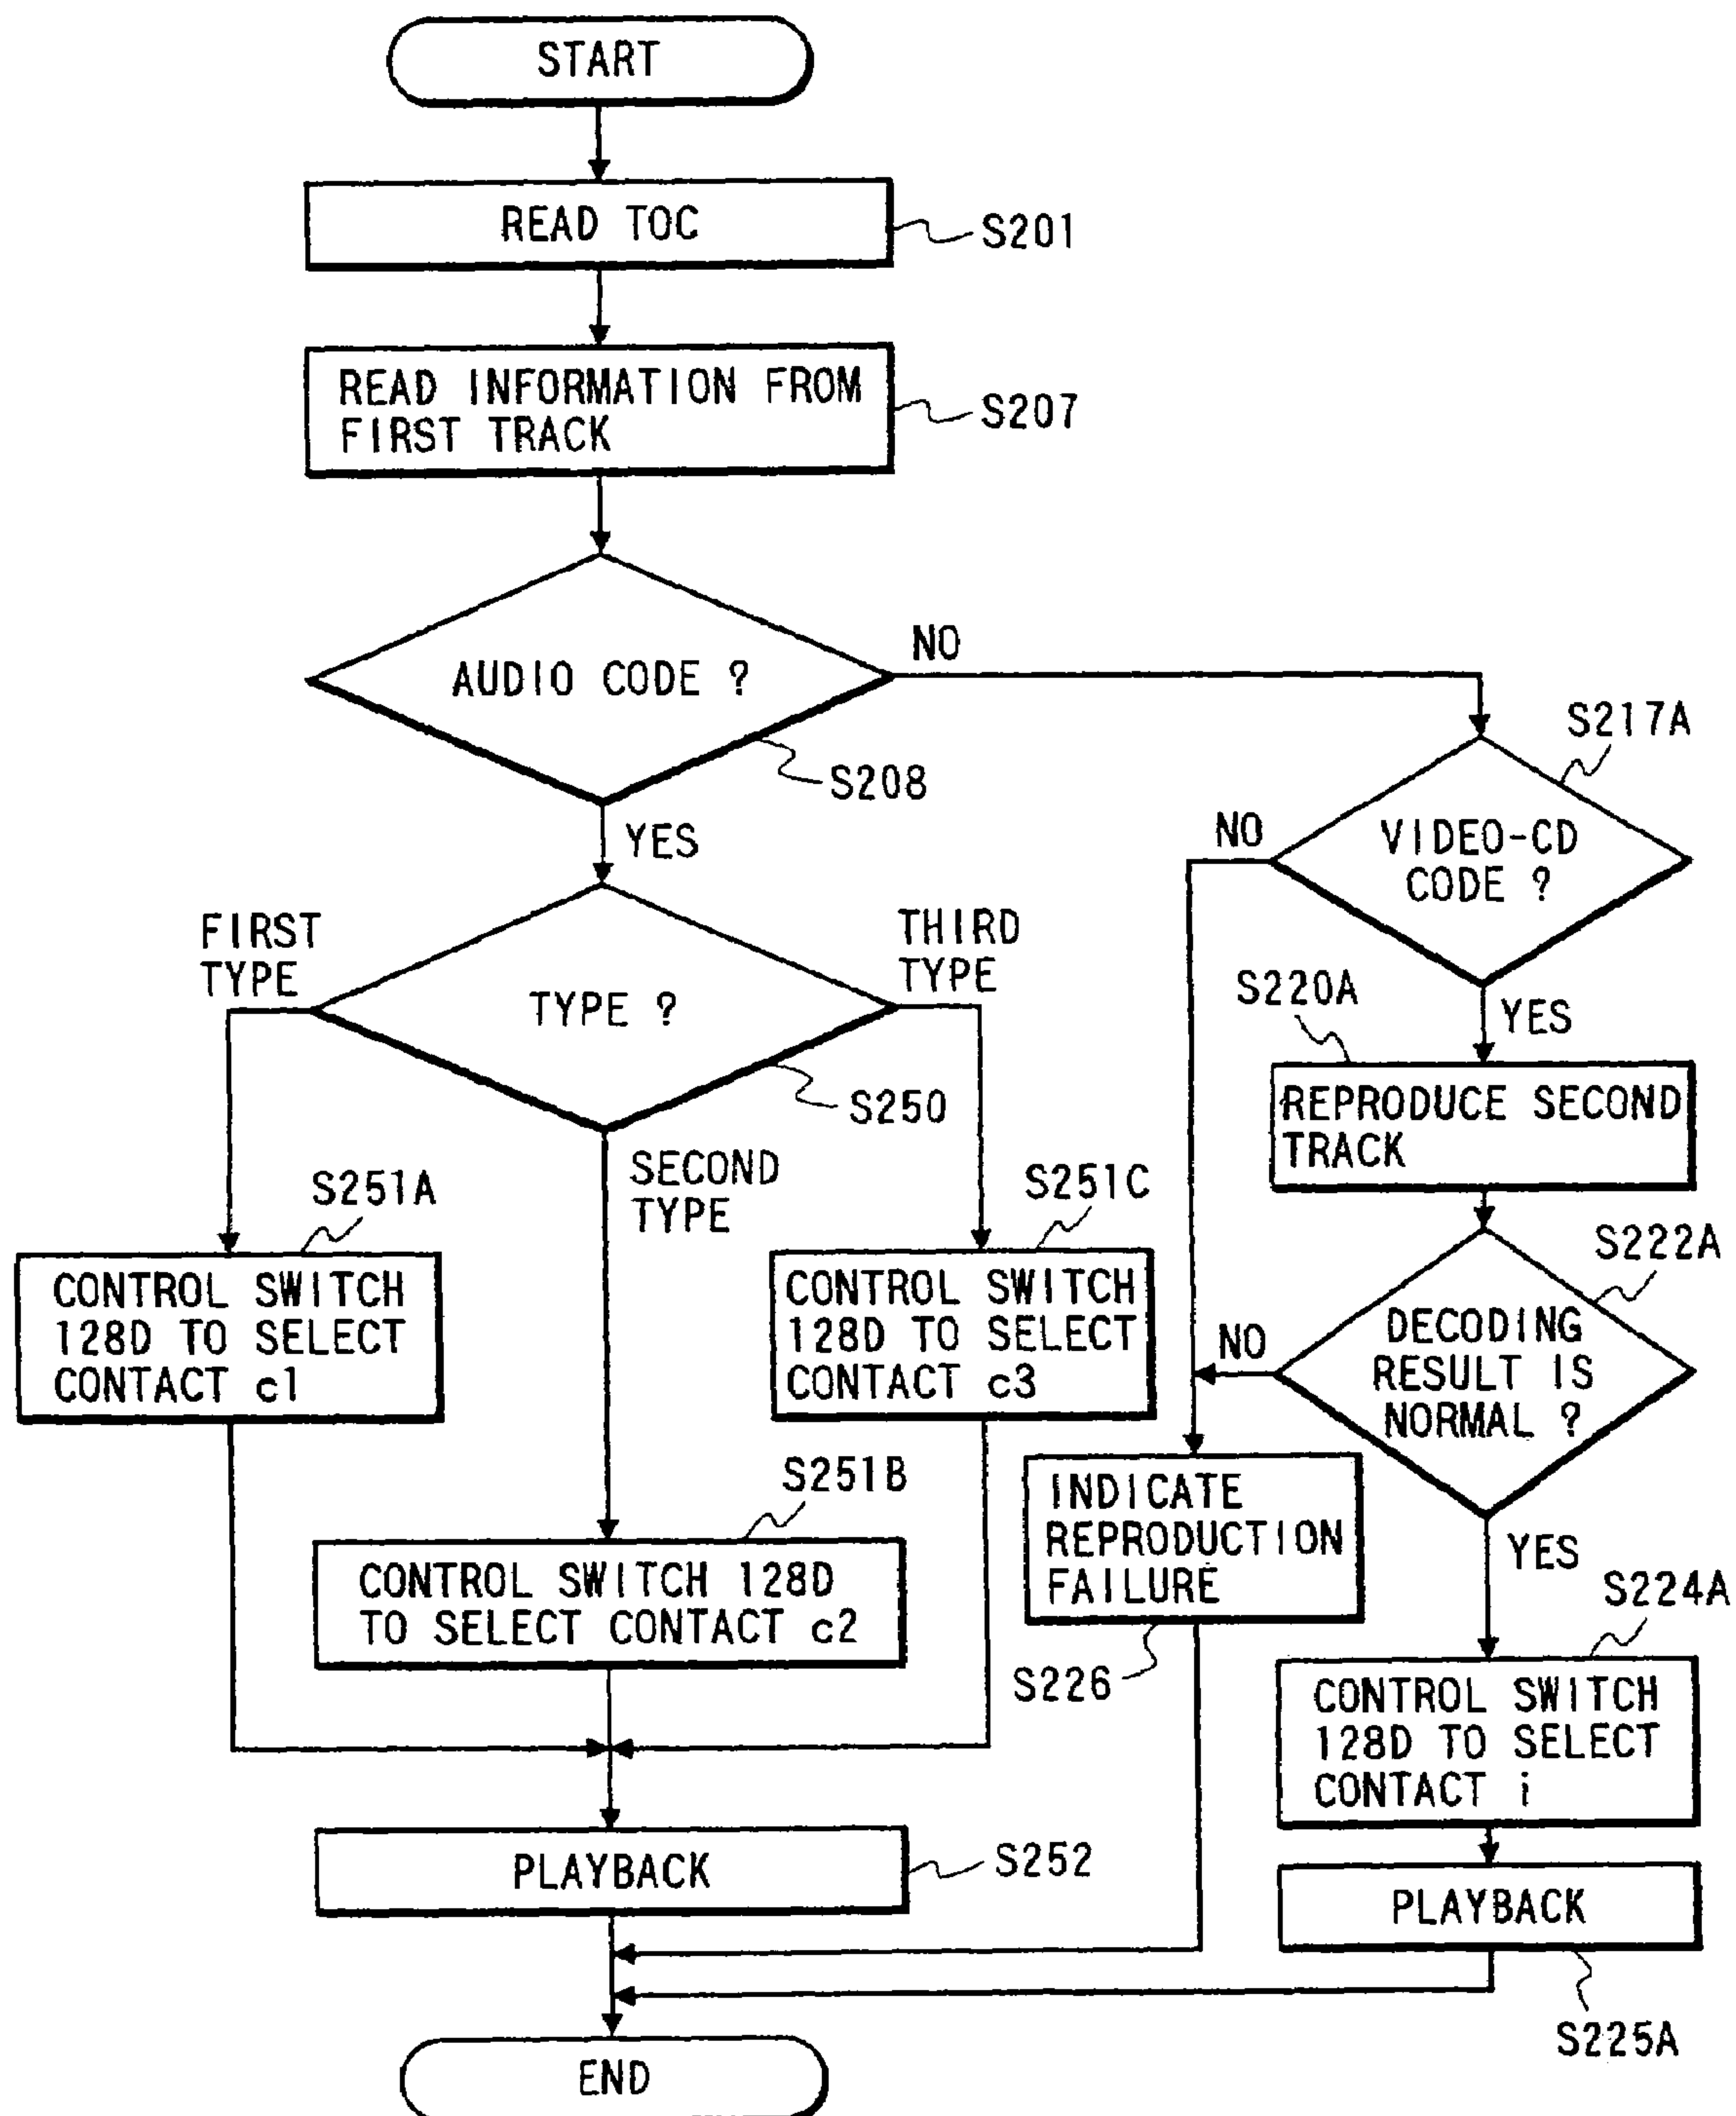 START
READ TOC
S201
READ INFORMATION FROM
FIRST TRACK
S207
AUDIO CODE ?
NO
S208
YES
S217A
VIDEO-CD
CODE ?
NO
YES
FIRST
TYPE
THIRD
TYPE
TYPE ?
S250
SECOND
TYPE
S220A
REPRODUCE SECOND
TRACK
S251A
CONTROL SWITCH
128D TO SELECT
CONTACT c1
S251C
CONTROL SWITCH
128D TO SELECT
CONTACT c3
S222A
DECODING
RESULT IS
NORMAL ?
NO
YES
S251B
CONTROL SWITCH 128D
TO SELECT CONTACT c2
INDICATE
REPRODUCTION
FAILURE
S226
S224A
CONTROL SWITCH
128D TO SELECT
CONTACT i
PLAYBACK
S252
PLAYBACK
S225A
END